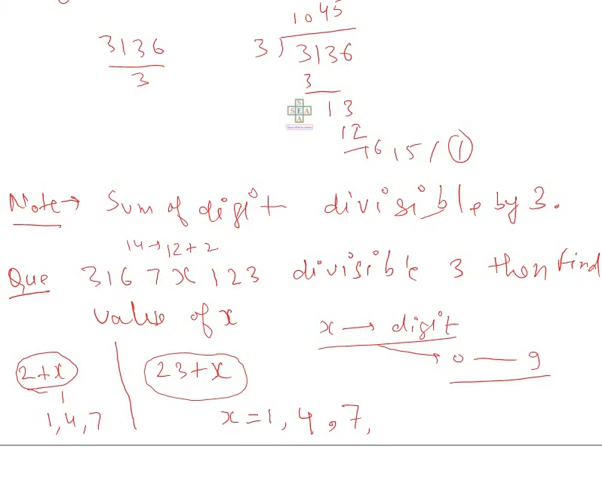 1045
3136
3
3 ) 3136
3
13
12
16 15 / 1
Note → Sum of digit divisible by 3.
14 → 12 + 2
Que 3167x123 divisible 3 then find
value of x
x → digit
0 — 9
2+x
23+x
1
1, 4, 7
x = 1, 4, 7,